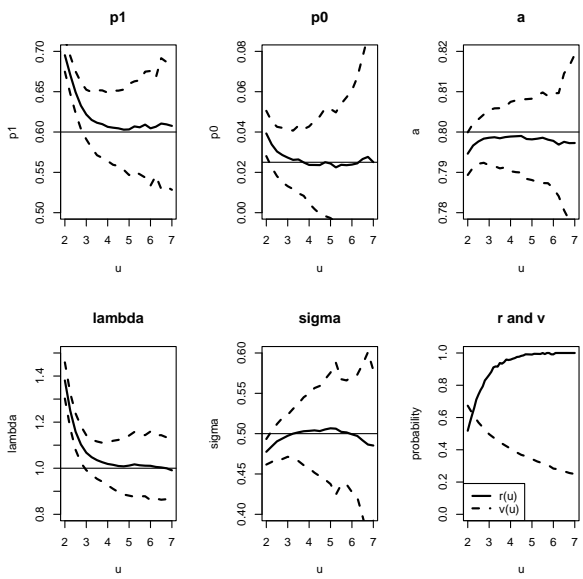 p1
p1
0.50 0.55 0.60 0.65 0.70
2 3 4 5 6 7
u
p0
p0
0.00 0.02 0.04 0.06 0.08
2 3 4 5 6 7
u
a
a
0.78 0.79 0.80 0.81 0.82
2 3 4 5 6 7
u
lambda
lambda
0.8 1.0 1.2 1.4
2 3 4 5 6 7
u
sigma
sigma
0.40 0.45 0.50 0.55 0.60
2 3 4 5 6 7
u
r and v
probability
0.0 0.2 0.4 0.6 0.8 1.0
r(u)
v(u)
2 3 4 5 6 7
u